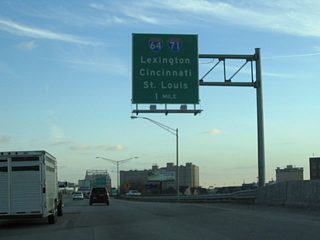 64 71
Lexington
Cincinnati
St. Louis
1 MILE